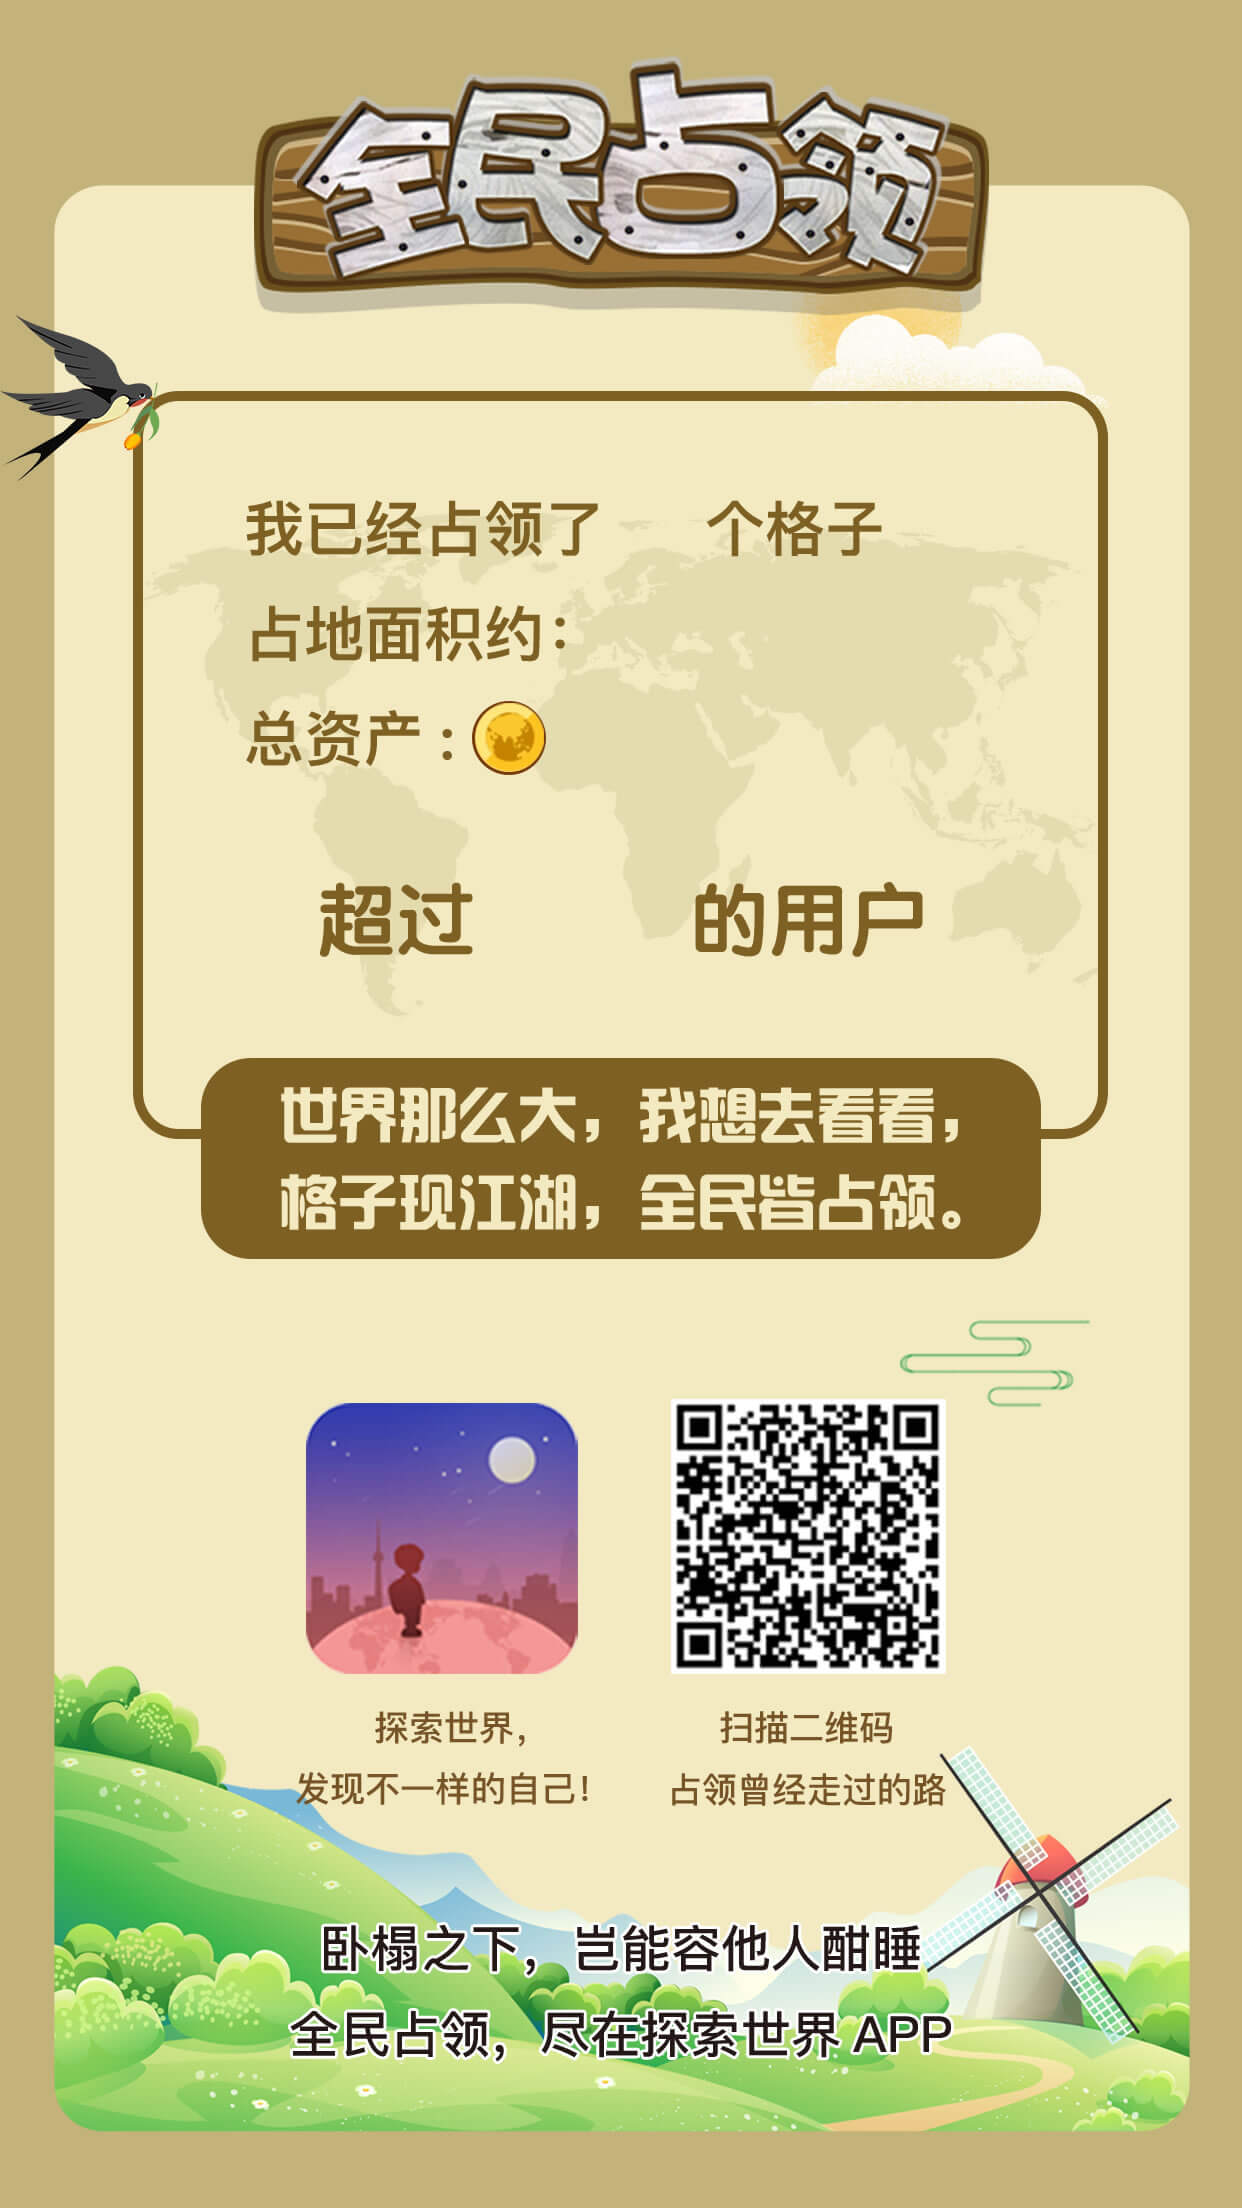 全民占领
我已经占领了 个格子
占地面积约：
总资产：
超过 的用户
世界那么大，我想去看看，
格子现江湖，全民皆占领。
探索世界，
发现不一样的自己！
扫描二维码
占领曾经走过的路
卧榻之下，岂能容他人酣睡
全民占领，尽在探索世界 APP